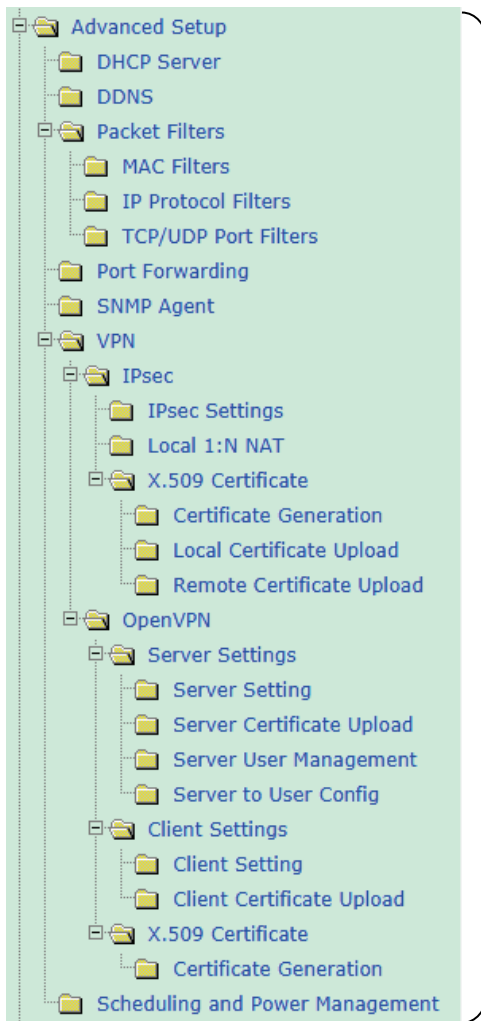 Advanced Setup
DHCP Server
DDNS
Packet Filters
MAC Filters
IP Protocol Filters
TCP/UDP Port Filters
Port Forwarding
SNMP Agent
VPN
IPsec
IPsec Settings
Local 1:N NAT
X.509 Certificate
Certificate Generation
Local Certificate Upload
Remote Certificate Upload
OpenVPN
Server Settings
Server Setting
Server Certificate Upload
Server User Management
Server to User Config
Client Settings
Client Setting
Client Certificate Upload
X.509 Certificate
Certificate Generation
Scheduling and Power Management